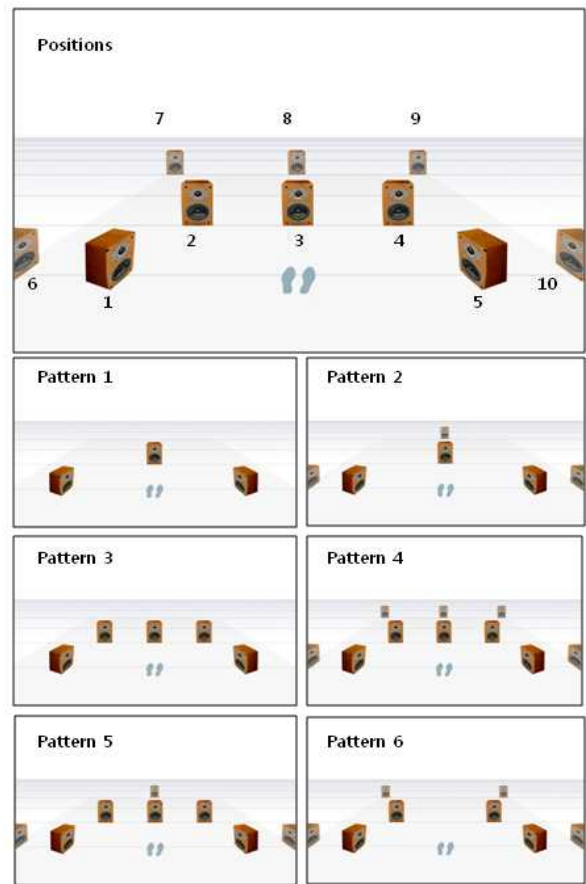 Positions
7 8 9
2 3 4
6 10
1 5
Pattern 1
Pattern 2
Pattern 3
Pattern 4
Pattern 5
Pattern 6